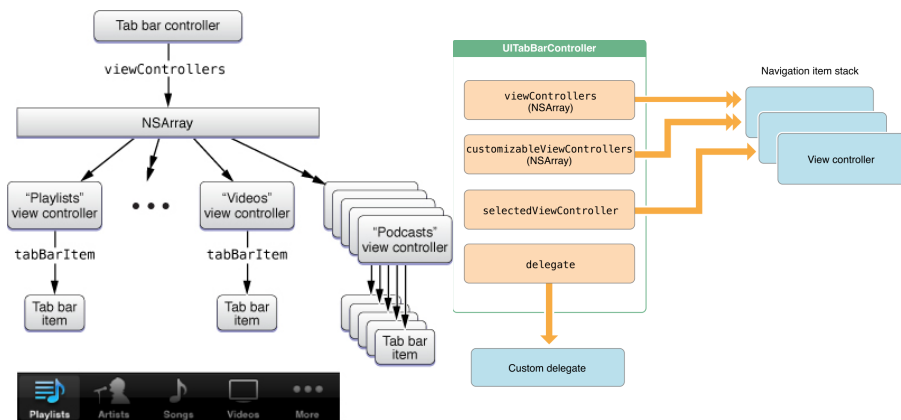 Tab bar controller
viewControllers
NSArray
“Playlists”
view controller
• • •
“Videos”
view controller
“Podcasts”
view controller
tabBarItem
tabBarItem
Tab bar
item
Tab bar
item
Tab bar
item
Playlists
Artists
Songs
Videos
More
UITabBarController
viewControllers
(NSArray)
customizableViewControllers
(NSArray)
selectedViewController
delegate
Custom delegate
Navigation item stack
View controller